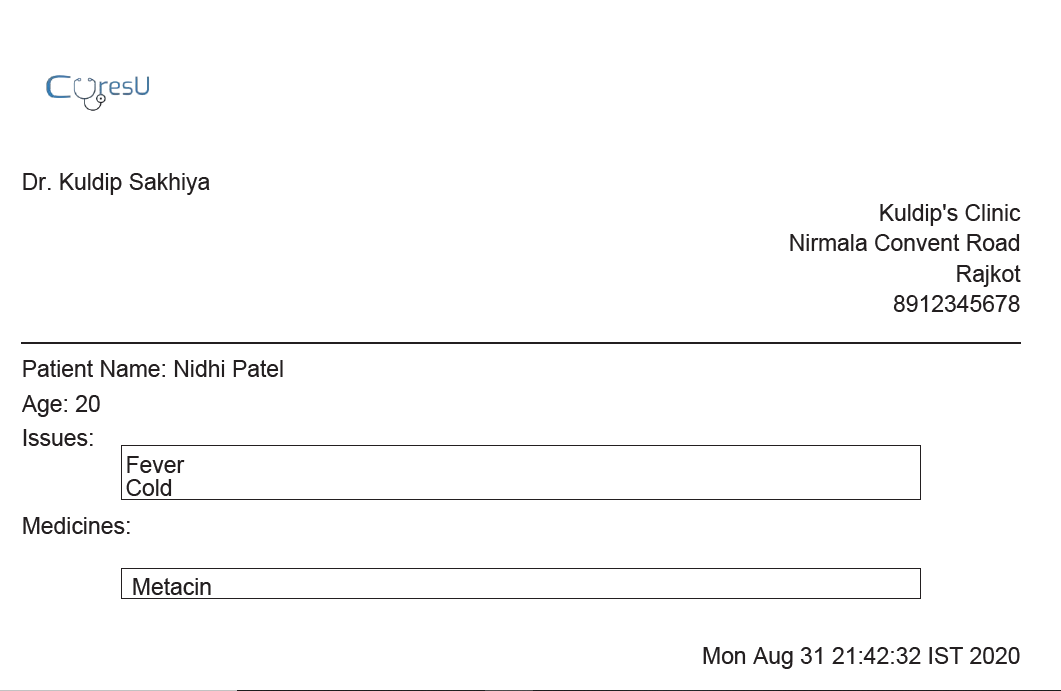 CuresU
Dr. Kuldip Sakhiya
Kuldip's Clinic
Nirmala Convent Road
Rajkot
8912345678
Patient Name: Nidhi Patel
Age: 20
Issues:
Fever
Cold
Medicines:
Metacin
Mon Aug 31 21:42:32 IST 2020